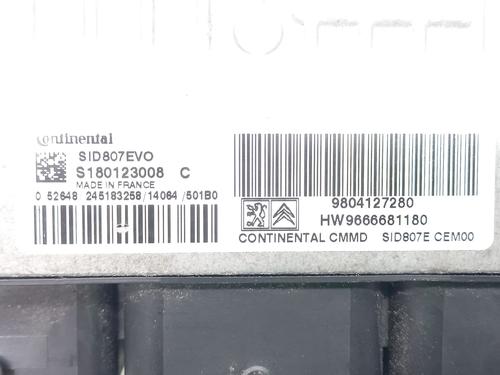 Continental
SID807EVO
S180123008 C
MADE IN FRANCE
0 52648 245183258/14064 /501B0
9804127280
HW9666681180
CONTINENTAL CMMD SID807E CEM00